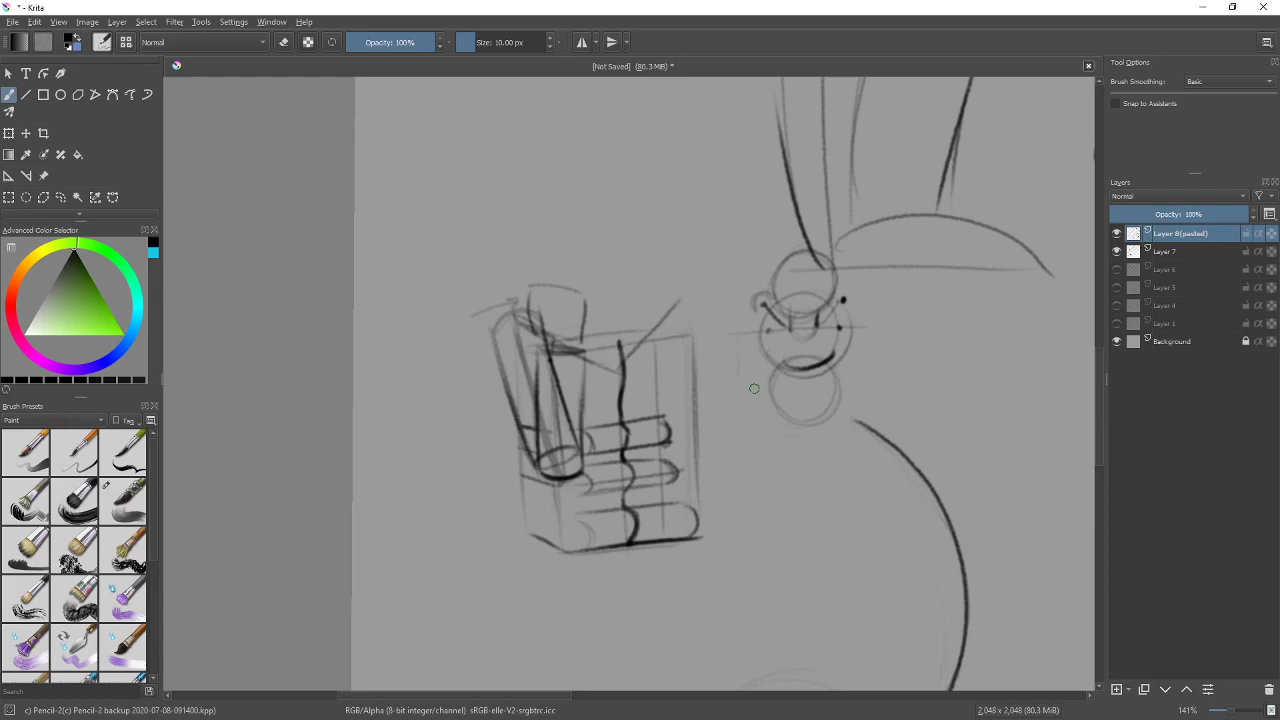 * - Krita
File Edit View Image Layer Select Filter Tools Settings Window Help
Normal Opacity: 100% Size: 10.00 px
[Not Saved] (80.3 MiB) *
Tool Options
Brush Smoothing: Basic
Snap to Assistants
Layers
Normal
Opacity: 100%
Layer 8(pasted)
Layer 7
Layer 6
Layer 5
Layer 4
Layer 1
Background
Advanced Color Selector
Brush Presets
Paint Tag
Search
c) Pencil-2(c) Pencil-2 backup 2020-07-08-091400.kpp) RGB/Alpha (8-bit integer/channel) sRGB-elle-V2-srgbtrc.icc 2,048 x 2,048 (80.3 MiB) 141%